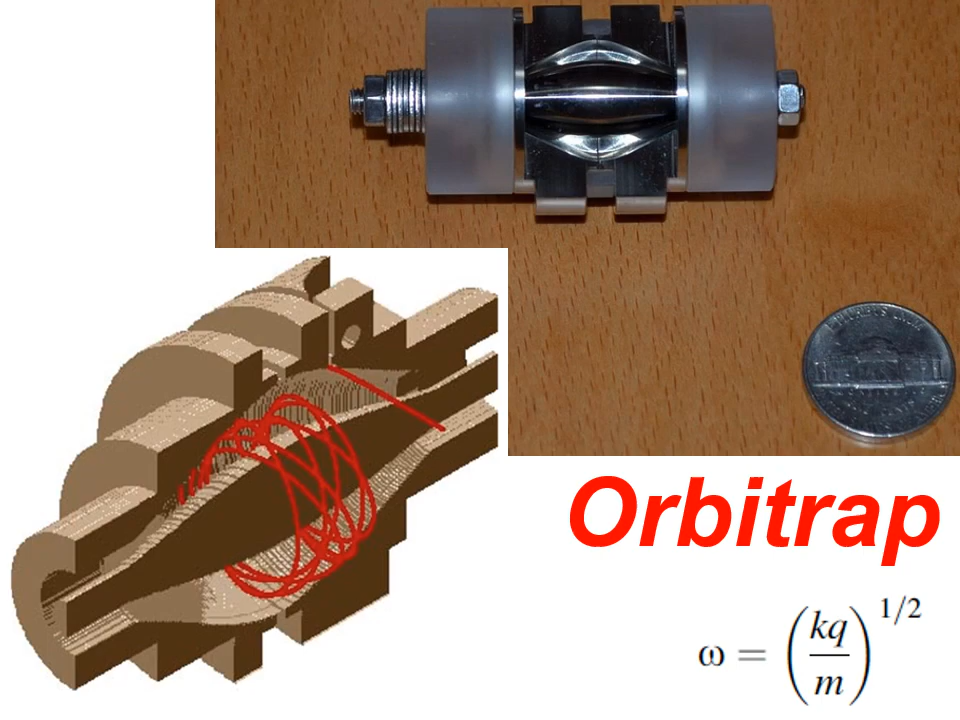 Orbitrap
ω = (kq/m)^1/2